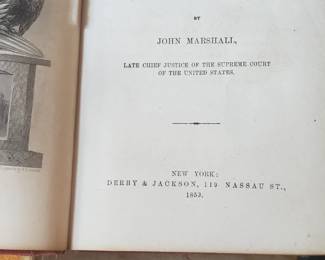 BY
JOHN MARSHALL,
LATE CHIEF JUSTICE OF THE SUPREME COURT
OF THE UNITED STATES.
NEW YORK:
DERBY & JACKSON, 119 NASSAU ST.,
1859.